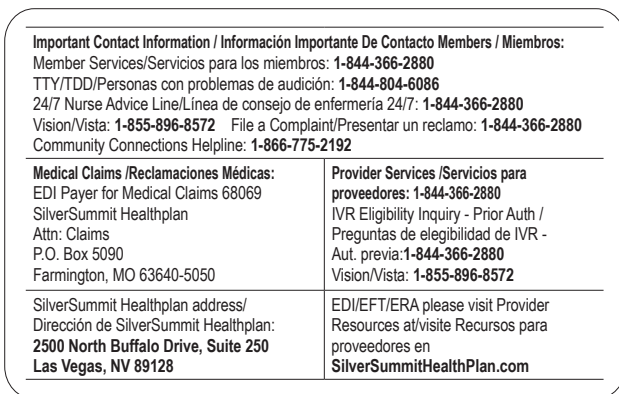 Important Contact Information / Información Importante De Contacto Members / Miembros:
Member Services/Servicios para los miembros: 1-844-366-2880
TTY/TDD/Personas con problemas de audición: 1-844-804-6086
24/7 Nurse Advice Line/Línea de consejo de enfermería 24/7: 1-844-366-2880
Vision/Vista: 1-855-896-8572 File a Complaint/Presentar un reclamo: 1-844-366-2880
Community Connections Helpline: 1-866-775-2192
Medical Claims /Reclamaciones Médicas:
EDI Payer for Medical Claims 68069
SilverSummit Healthplan
Attn: Claims
P.O. Box 5090
Farmington, MO 63640-5050
Provider Services /Servicios para
proveedores: 1-844-366-2880
IVR Eligibility Inquiry - Prior Auth /
Preguntas de elegibilidad de IVR -
Aut. previa:1-844-366-2880
Vision/Vista: 1-855-896-8572
SilverSummit Healthplan address/
Dirección de SilverSummit Healthplan:
2500 North Buffalo Drive, Suite 250
Las Vegas, NV 89128
EDI/EFT/ERA please visit Provider
Resources at/visite Recursos para
proveedores en
SilverSummitHealthPlan.com